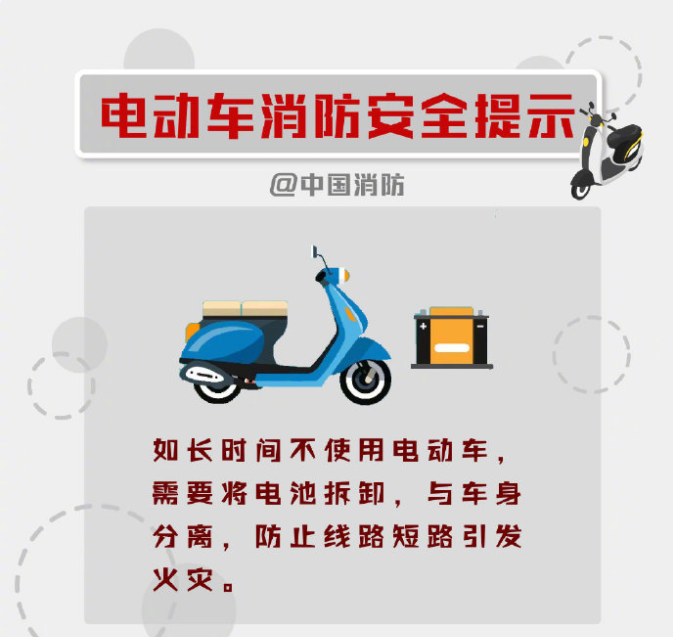 电动车消防安全提示
@中国消防
如长时间不使用电动车，
需要将电池拆卸，与车身
分离，防止线路短路引发
火灾。